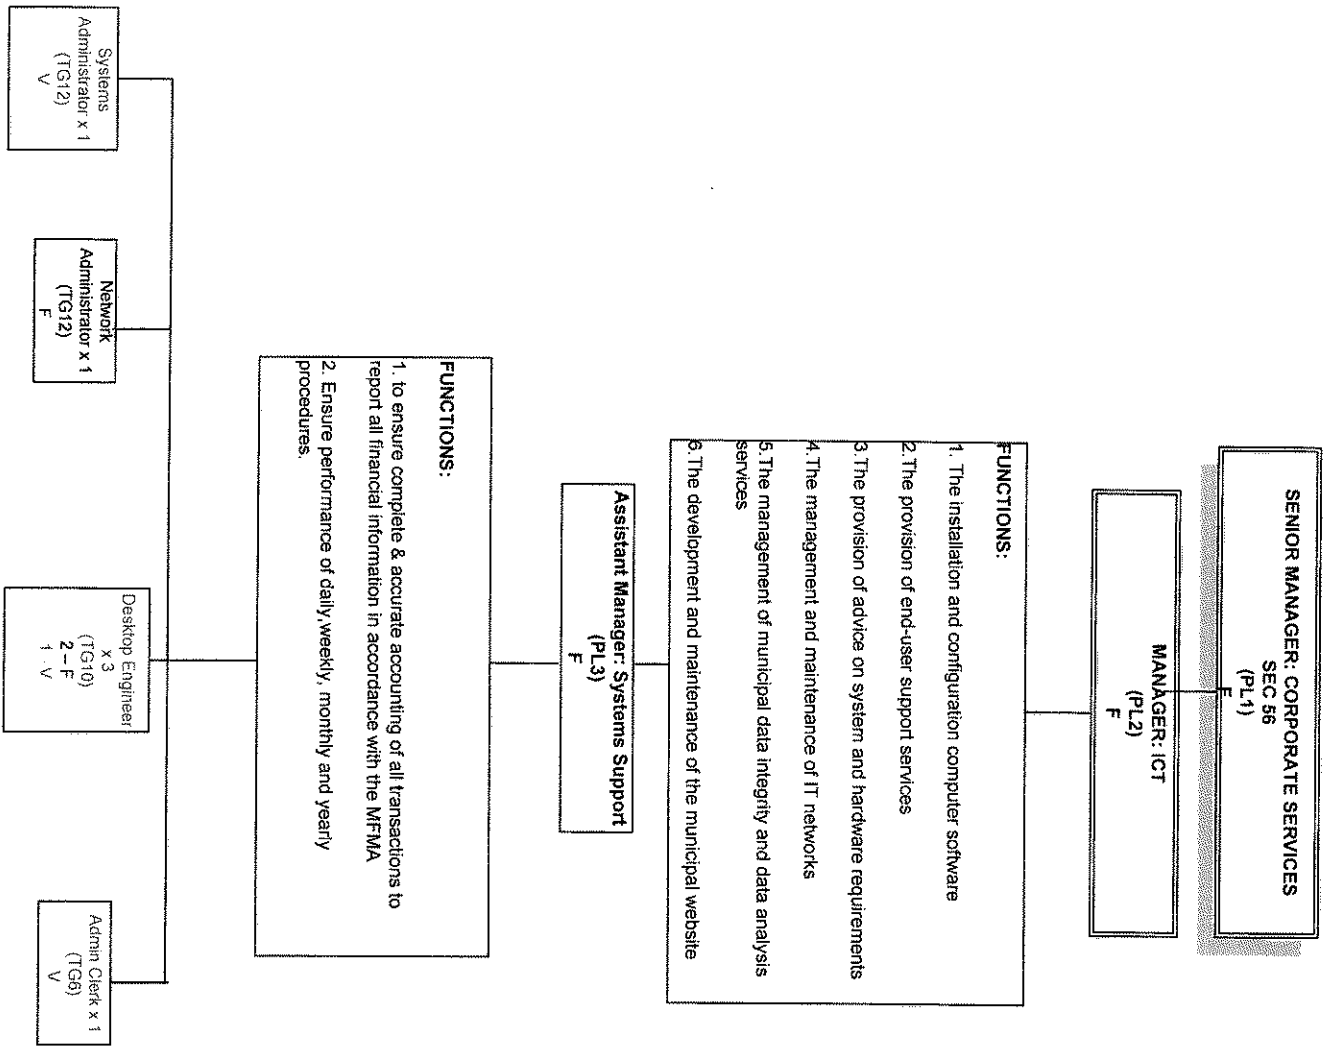 SENIOR MANAGER: CORPORATE SERVICES
SEC 56
(PL1)
F
MANAGER: ICT
(PL2)
F
FUNCTIONS:
1. The installation and configuration computer software
2.The provision of end-user support services
3.The provision of advice on system and hardware requirements
4.The management and maintenance of IT networks
5.The management of municipal data integrity and data analysis
services
6.The development and maintenance of the municipal website
Assistant Manager: Systems Support
(PL3)
F
FUNCTIONS:
1. to ensure complete & accurate accounting of all transactions to
report all financial information in accordance with the MFMA
2. Ensure performance of daily,weekly, monthly and yearly
procedures.
Systems
Administrator x 1
(TG12)
V
Network
Administrator x 1
(TG12)
F
Desktop Engineer
x 3
(TG10)
2 – F
1 - V
Admin Clerk x 1
(TG6)
V